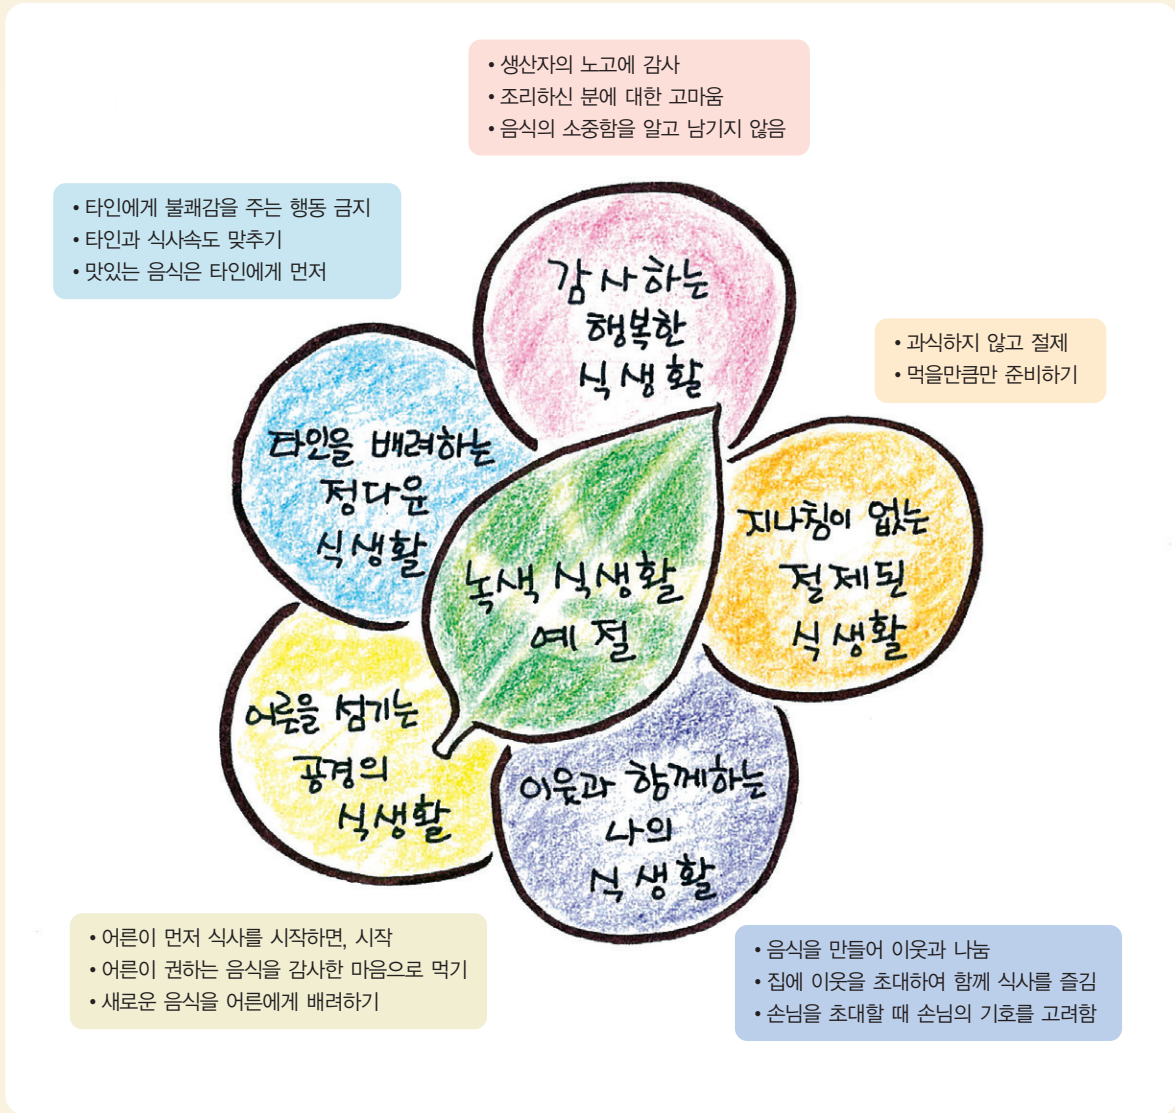 • 생산자의 노고에 감사
• 조리하신 분에 대한 고마움
• 음식의 소중함을 알고 남기지 않음
• 타인에게 불쾌감을 주는 행동 금지
• 타인과 식사속도 맞추기
• 맛있는 음식은 타인에게 먼저
감사하는
행복한
식생활
• 과식하지 않고 절제
• 먹을만큼만 준비하기
타인을 배려하는
정다운
식생활
지나침이 없는
절제된
식생활
녹색 식생활
예절
어른을 섬기는
공경의
식생활
이웃과 함께하는
나의
식생활
• 어른이 먼저 식사를 시작하면, 시작
• 어른이 권하는 음식을 감사한 마음으로 먹기
• 새로운 음식을 어른에게 배려하기
• 음식을 만들어 이웃과 나눔
• 집에 이웃을 초대하여 함께 식사를 즐김
• 손님을 초대할 때 손님의 기호를 고려함